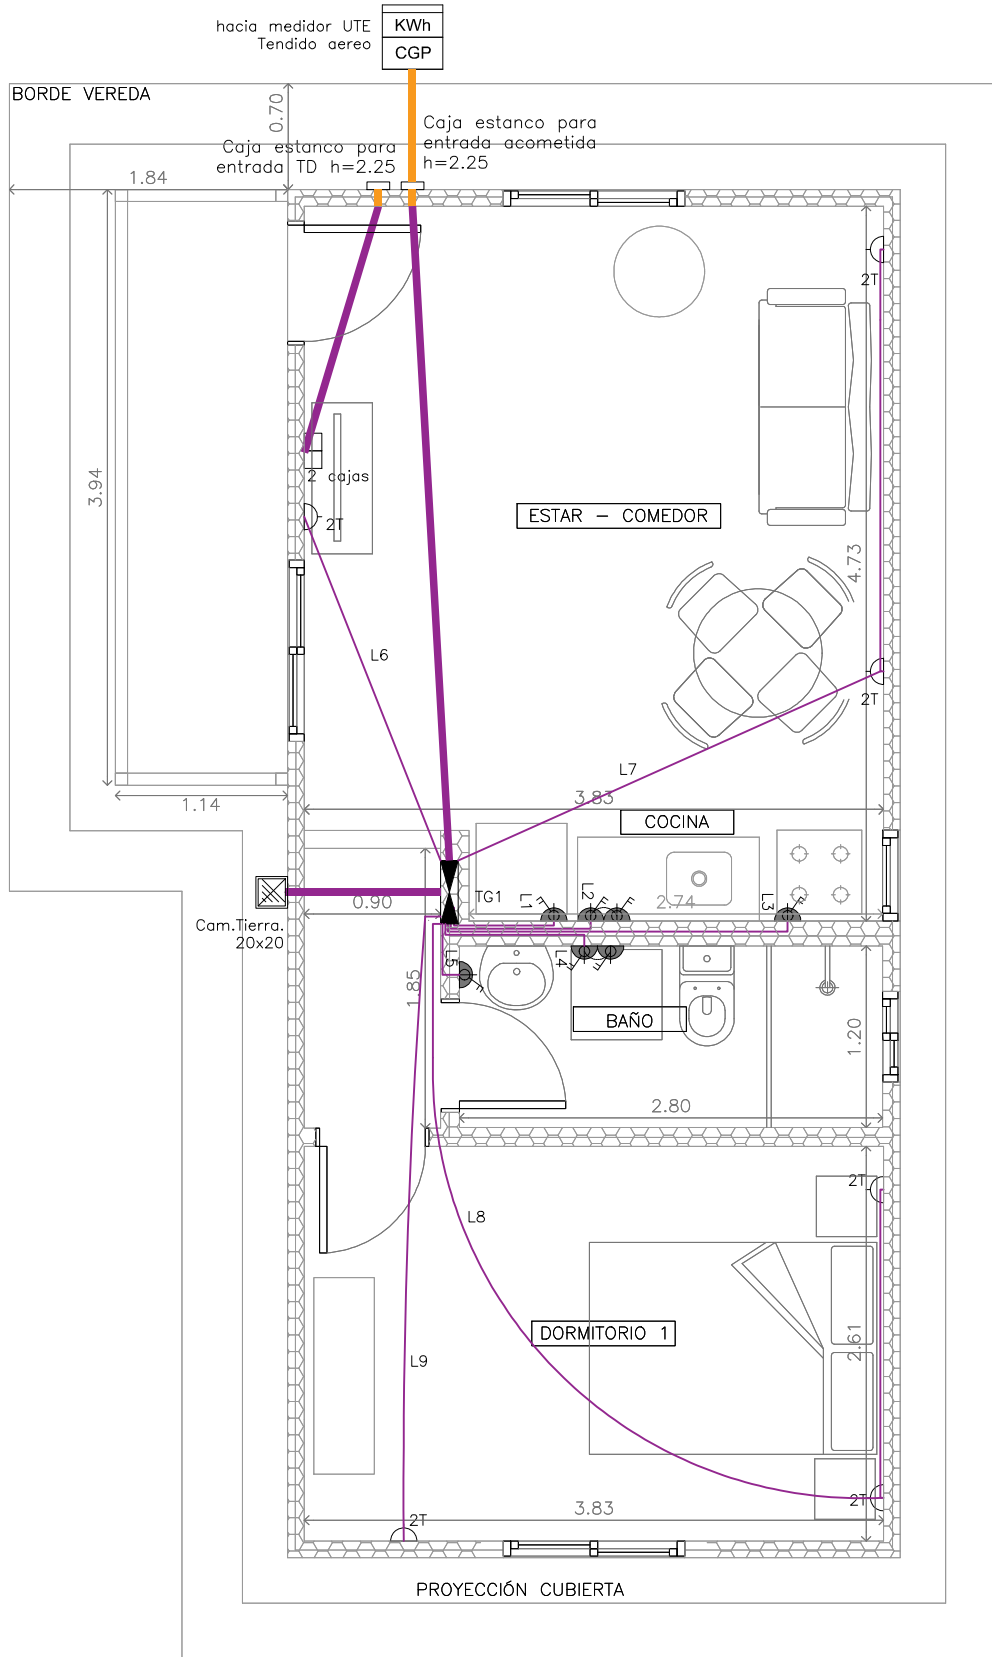 hacia medidor UTE
Tendido aereo
KWh
CGP
BORDE VEREDA
0.70
Caja estanco para
entrada TD h=2.25
Caja estanco para
entrada acometida
h=2.25
1.84
2T
3.94
2 cajas
2T
ESTAR - COMEDOR
4.73
L6
2T
L7
3.83
1.14
COCINA
TG1
0.90
L1
L2
2.74
L3
Cam.Tierra.
20x20
L5
L4
1.85
BAÑO
1.20
2.80
2T
L8
DORMITORIO 1
2.61
L9
2T
3.83
2T
PROYECCIÓN CUBIERTA